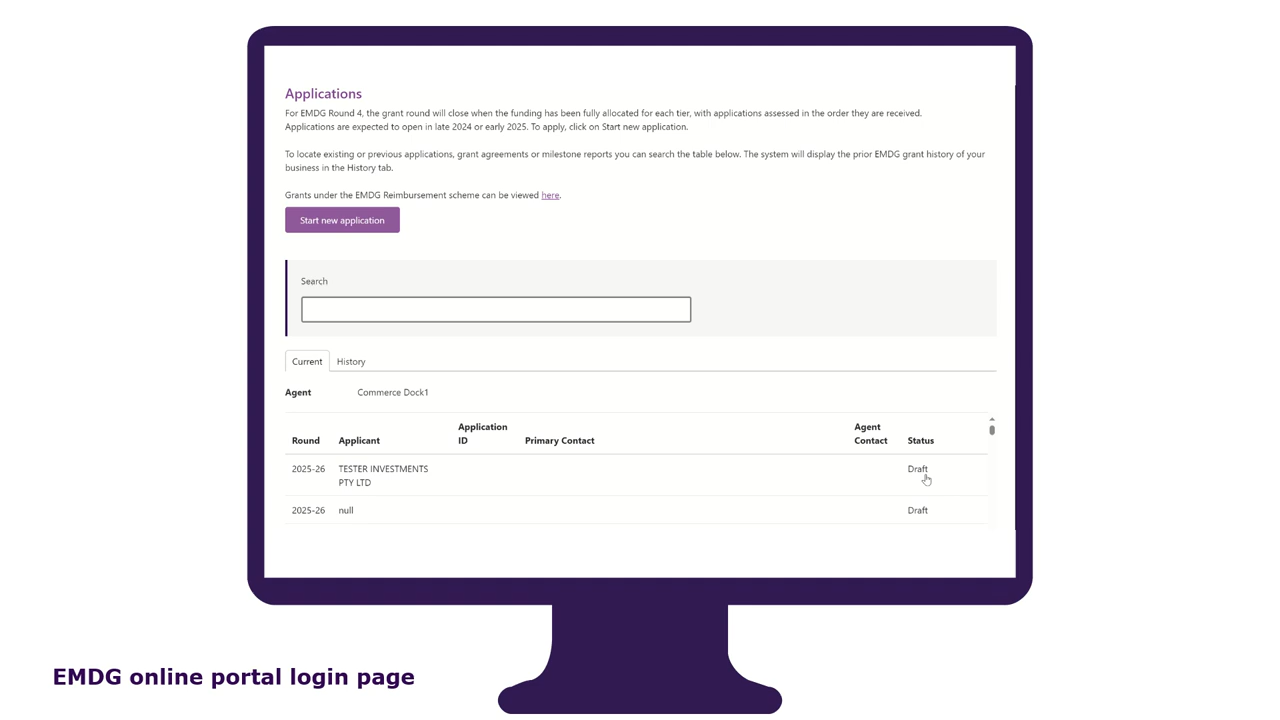 Applications
For EMDG Round 4, the grant round will close when the funding has been fully allocated for each tier, with applications assessed in the order they are received.
Applications are expected to open in late 2024 or early 2025. To apply, click on Start new application.
To locate existing or previous applications, grant agreements or milestone reports you can search the table below. The system will display the prior EMDG grant history of your
business in the History tab.
Grants under the EMDG Reimbursement scheme can be viewed here.
Start new application
Search
Current History
Agent Commerce Dock1
Round Applicant Application ID Primary Contact Agent Contact Status
2025-26 TESTER INVESTMENTS PTY LTD Draft
2025-26 null Draft
EMDG online portal login page